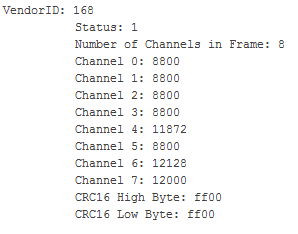 VendorID: 168
Status: 1
Number of Channels in Frame: 8
Channel 0: 8800
Channel 1: 8800
Channel 2: 8800
Channel 3: 8800
Channel 4: 11872
Channel 5: 8800
Channel 6: 12128
Channel 7: 12000
CRC16 High Byte: ff00
CRC16 Low Byte: ff00